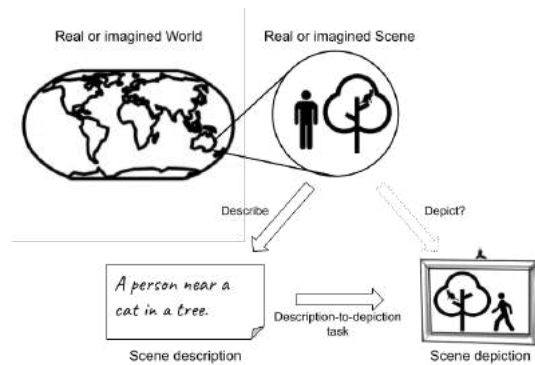 Real or imagined World
Real or imagined Scene
Describe
Depict?
A person near a
cat in a tree.
Description-to-depiction
task
Scene description
Scene depiction